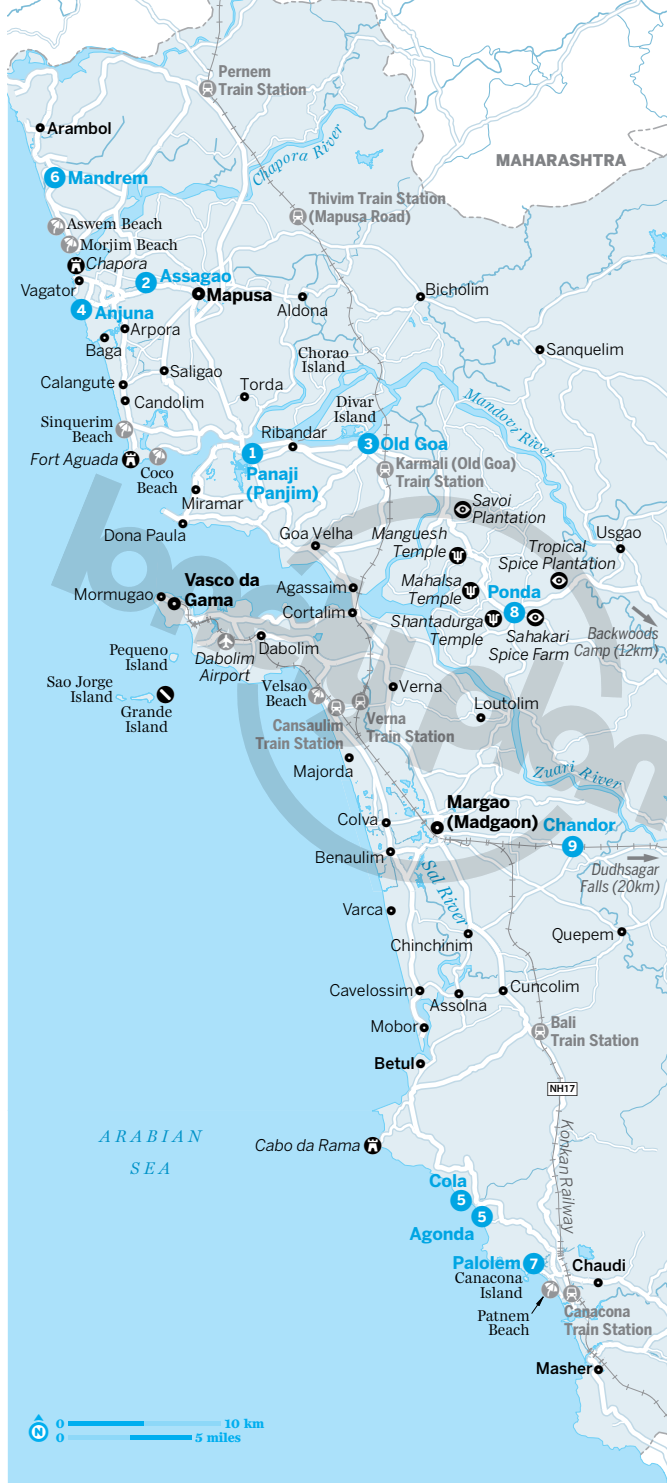 Pernem
Train Station
Arambol
Chapora River
MAHARASHTRA
6 Mandrem
Thivim Train Station
(Mapusa Road)
Aswem Beach
Morjim Beach
Chapora
2 Assagao
Vagator
Mapusa
Bicholim
Aldona
4 Anjuna
Arpora
Baga
Chorao
Island
Sanquelim
Saligao
Calangute
Torda
Candolim
Mandovi River
Divar
Island
Sinquerim
Beach
Ribandar
3 Old Goa
1
Panaji
(Panjim)
Fort Aguada
Coco
Beach
Karmali (Old Goa)
Train Station
Miramar
Savoi
Plantation
Dona Paula
Goa Velha
Manguesh
Temple
Usgao
Tropical
Spice Plantation
Mahalsa
Temple
Agassaim
Vasco da
Gama
Mormugao
Ponda
8
Cortalim
Shantadurga
Temple
Sahakari
Spice Farm
Backwoods
Camp (12km)
Dabolim
Dabolim
Airport
Pequeno
Island
Sao Jorge
Island
Grande
Island
Velsao
Beach
Verna
Loutolim
Cansaulim
Train Station
Verna
Train Station
Majorda
Zuari River
Margao
(Madgaon)
Colva
Chandor
9
Benaulim
Dudhsagar
Falls (20km)
Sal River
Varca
Chinchinim
Quepem
Cavelossim
Assolna
Cuncolim
Mobor
Bali
Train Station
Betul
NH17
ARABIAN
SEA
Cabo da Rama
Konkan Railway
Cola
5
5
Agonda
Palolem 7
Canacona
Island
Chaudi
Patnem
Beach
Canacona
Train Station
Masher
N
0 10 km
0 5 miles
lonely plan